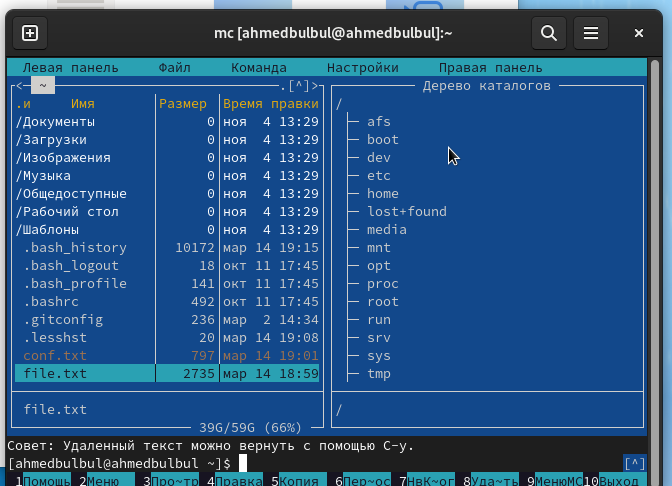 mc [ahmedbulbul@ahmedbulbul]:~
Левая панель Файл Команда Настройки Правая панель
<- ~ .[^]> Дерево каталогов
.и Имя Размер Время правки /
/Документы 0 ноя 4 13:29 afs
/Загрузки 0 ноя 4 13:29 boot
/Изображения 0 ноя 4 13:29 dev
/Музыка 0 ноя 4 13:29 etc
/Общедоступные 0 ноя 4 13:29 home
/Рабочий стол 0 ноя 4 13:29 lost+found
/Шаблоны 0 ноя 4 13:29 media
.bash_history 10172 мар 14 19:15 mnt
.bash_logout 18 окт 11 17:45 opt
.bash_profile 141 окт 11 17:45 proc
.bashrc 492 окт 11 17:45 root
.gitconfig 236 мар 2 14:34 run
.lesshst 20 мар 14 19:08 srv
conf.txt 797 мар 14 19:01 sys
file.txt 2735 мар 14 18:59 tmp
file.txt /
39G/59G (66%)
Совет: Удаленный текст можно вернуть с помощью C-y.
[ahmedbulbul@ahmedbulbul ~]$ [^]
1Помощь 2Меню 3Про~тр 4Правка 5Копия 6Пер~ос 7НвК~ог 8Уда~ть 9МенюMC 10Выход